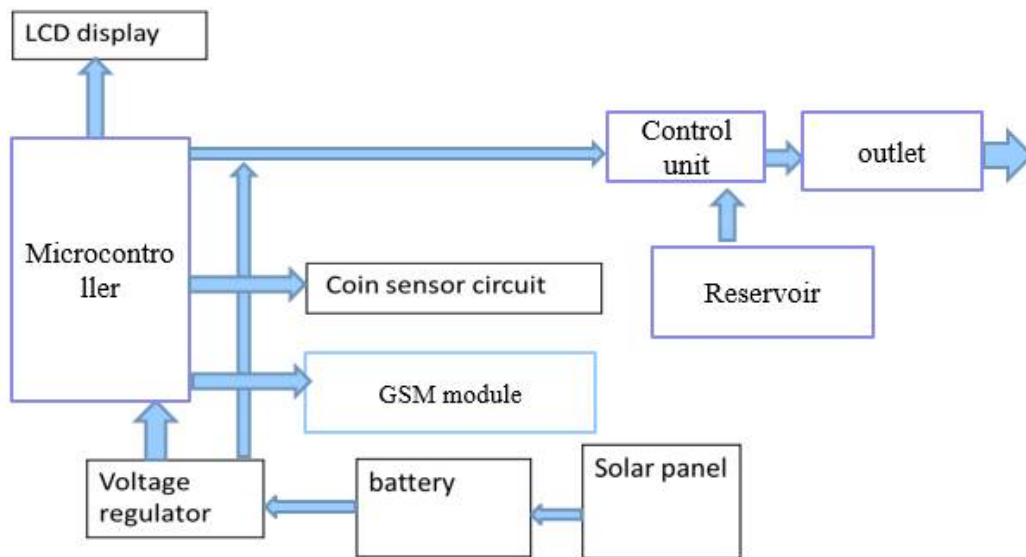 LCD display
Control
unit
outlet
Microcontro
ller
Coin sensor circuit
Reservoir
GSM module
Voltage
regulator
battery
Solar panel